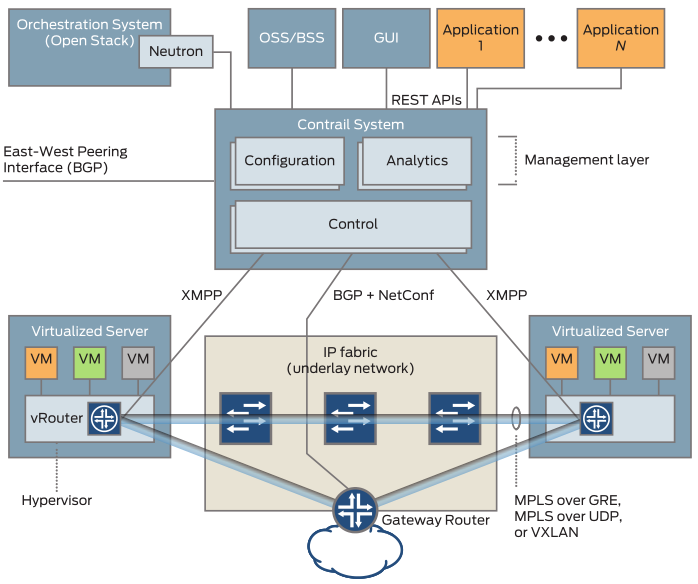 Orchestration System
(Open Stack)
Neutron
OSS/BSS
GUI
Application
1
Application
N
REST APIs
Contrail System
Configuration
Analytics
Control
East-West Peering
Interface (BGP)
Management layer
XMPP
BGP + NetConf
XMPP
Virtualized Server
VM
VM
VM
vRouter
Hypervisor
IP fabric
(underlay network)
Virtualized Server
VM
VM
VM
Gateway Router
MPLS over GRE,
MPLS over UDP,
or VXLAN